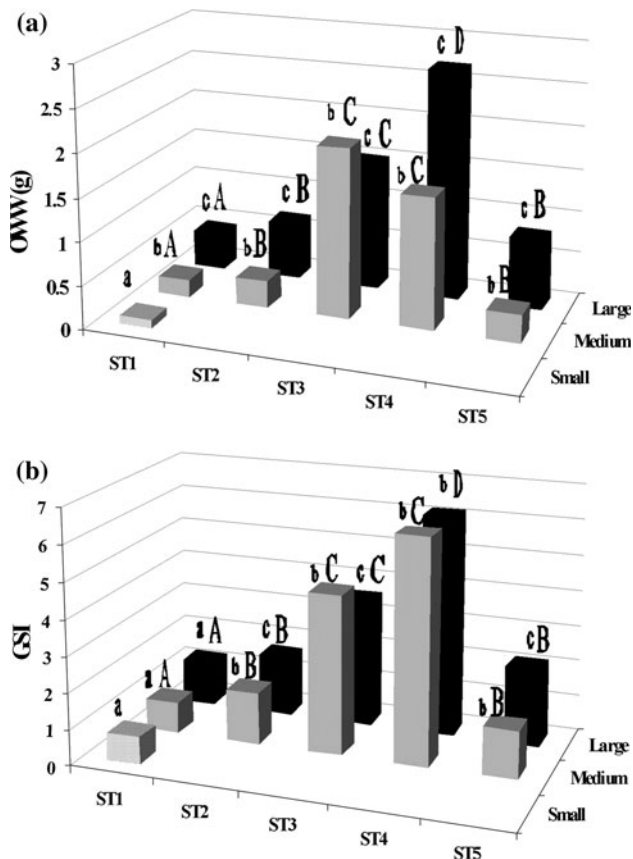 (a)
3
2.5
2
1.5
1
0.5
0
OWW(g)
a
b A
c A
b B
c B
b C
c C
b C
c D
b B
c B
ST1
ST2
ST3
ST4
ST5
Small
Medium
Large
(b)
7
6
5
4
3
2
1
0
GSI
a
a A
a A
b B
c B
b C
c C
b C
b D
b B
c B
ST1
ST2
ST3
ST4
ST5
Small
Medium
Large